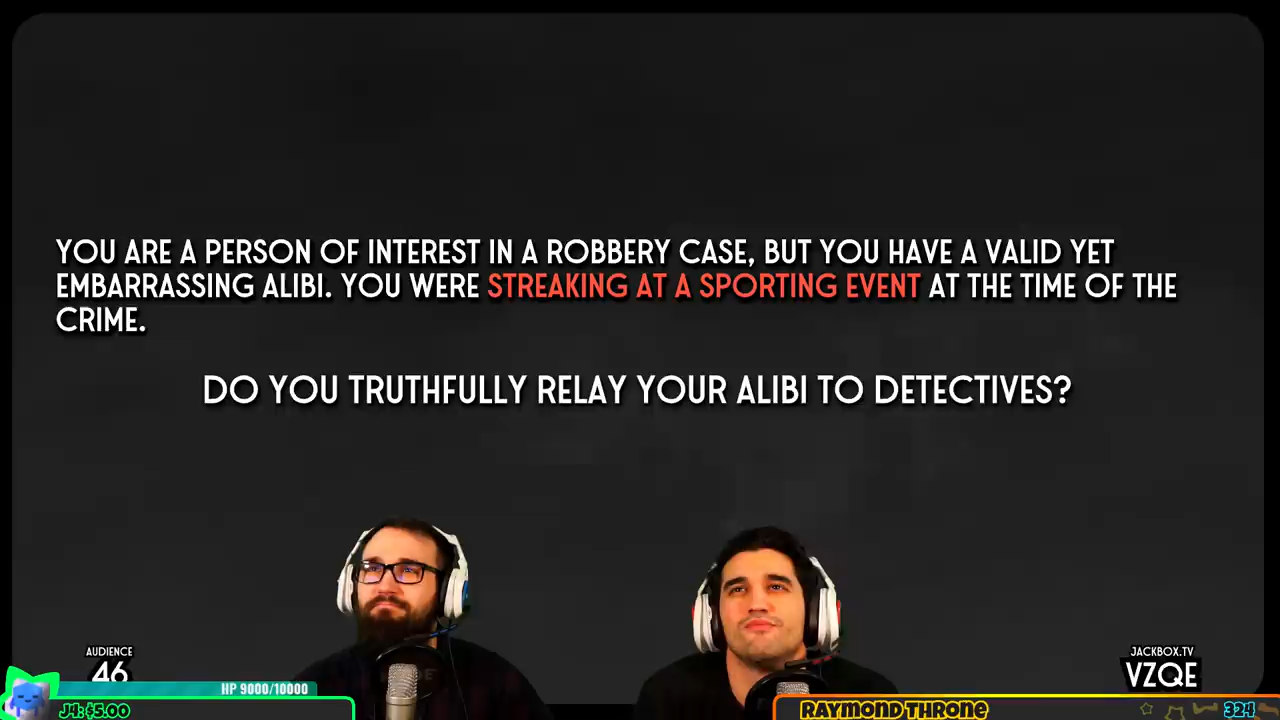 YOU ARE A PERSON OF INTEREST IN A ROBBERY CASE, BUT YOU HAVE A VALID YET
EMBARRASSING ALIBI. YOU WERE STREAKING AT A SPORTING EVENT AT THE TIME OF THE
CRIME.
DO YOU TRUTHFULLY RELAY YOUR ALIBI TO DETECTIVES?
AUDIENCE
46
JACKBOX.TV
VZQE
HP 9000/10000
J4: $5.00
RAYMOND THRONE
324